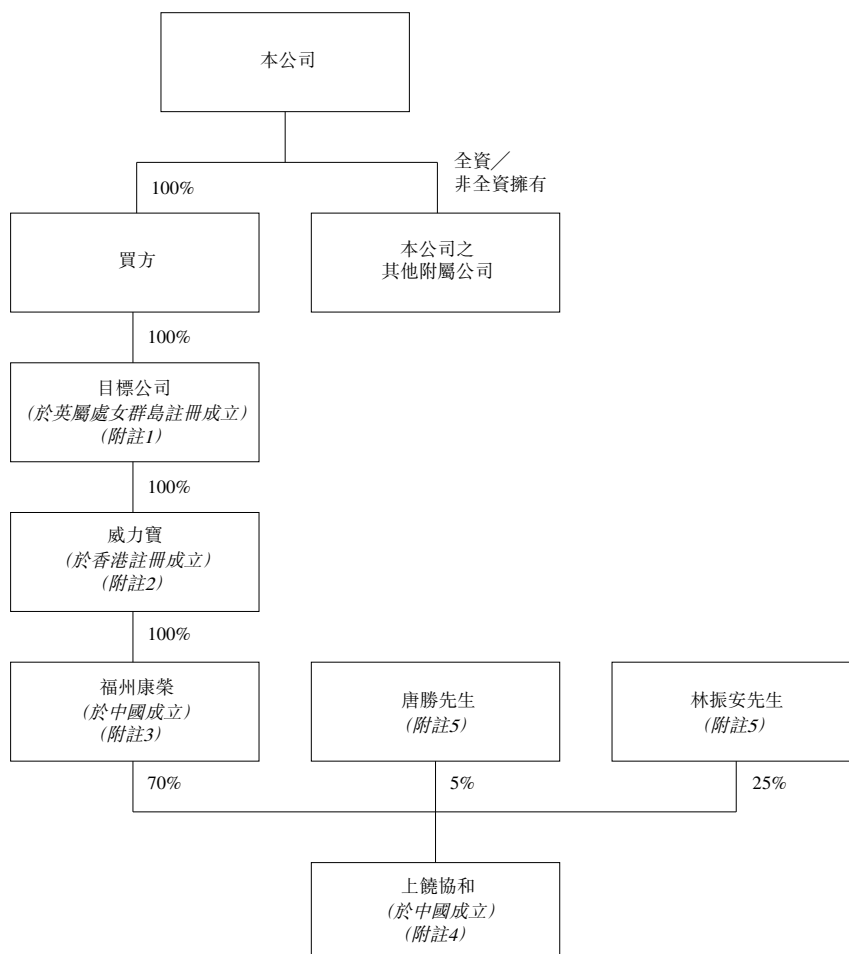 本公司
全資╱
非全資擁有
100%
買方
本公司之
其他附屬公司
100%
目標公司
(於英屬處女群島註冊成立)
(附註1)
100%
威力寶
(於香港註冊成立)
(附註2)
100%
福州康榮
(於中國成立)
(附註3)
唐勝先生
(附註5)
林振安先生
(附註5)
70%
5%
25%
上饒協和
(於中國成立)
(附註4)